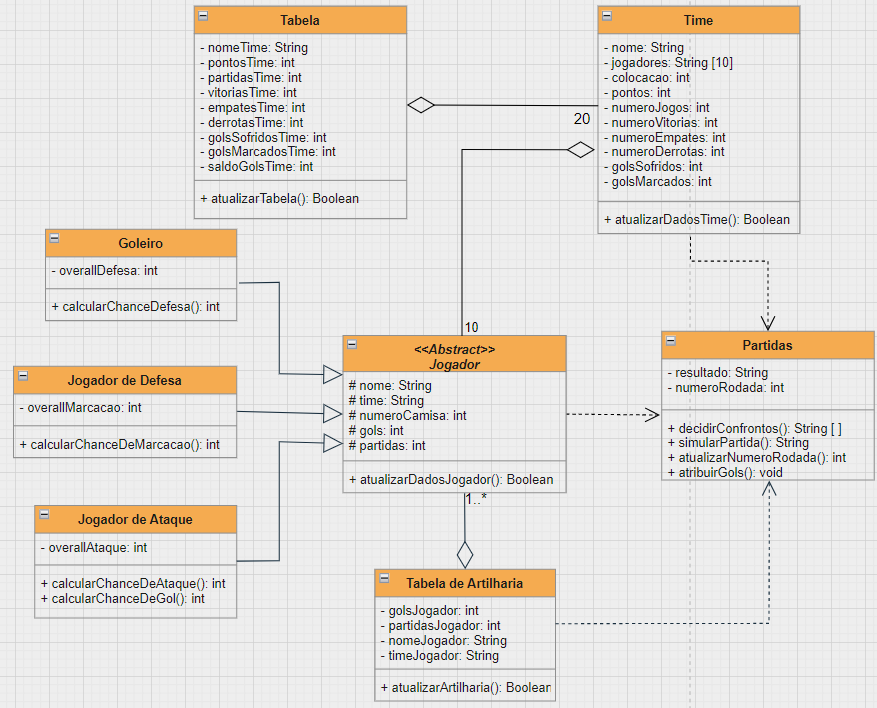 Tabela
- nomeTime: String
- pontosTime: int
- partidasTime: int
- vitoriasTime: int
- empatesTime: int
- derrotasTime: int
- golsSofridosTime: int
- golsMarcadosTime: int
- saldoGolsTime: int
+ atualizarTabela(): Boolean
Time
- nome: String
- jogadores: String [10]
- colocacao: int
- pontos: int
- numeroJogos: int
- numeroVitorias: int
- numeroEmpates: int
- numeroDerrotas: int
- golsSofridos: int
- golsMarcados: int
+ atualizarDadosTime(): Boolean
20
10
Goleiro
- overallDefesa: int
+ calcularChanceDefesa(): int
Jogador de Defesa
- overallMarcacao: int
+ calcularChanceDeMarcacao(): int
Jogador de Ataque
- overallAtaque: int
+ calcularChanceDeAtaque(): int
+ calcularChanceDeGol(): int
<<Abstract>>
Jogador
# nome: String
# time: String
# numeroCamisa: int
# gols: int
# partidas: int
+ atualizarDadosJogador(): Boolean
1..*
Partidas
- resultado: String
- numeroRodada: int
+ decidirConfrontos(): String [ ]
+ simularPartida(): String
+ atualizarNumeroRodada(): int
+ atribuirGols(): void
Tabela de Artilharia
- golsJogador: int
- partidasJogador: int
- nomeJogador: String
- timeJogador: String
+ atualizarArtilharia(): Boolean